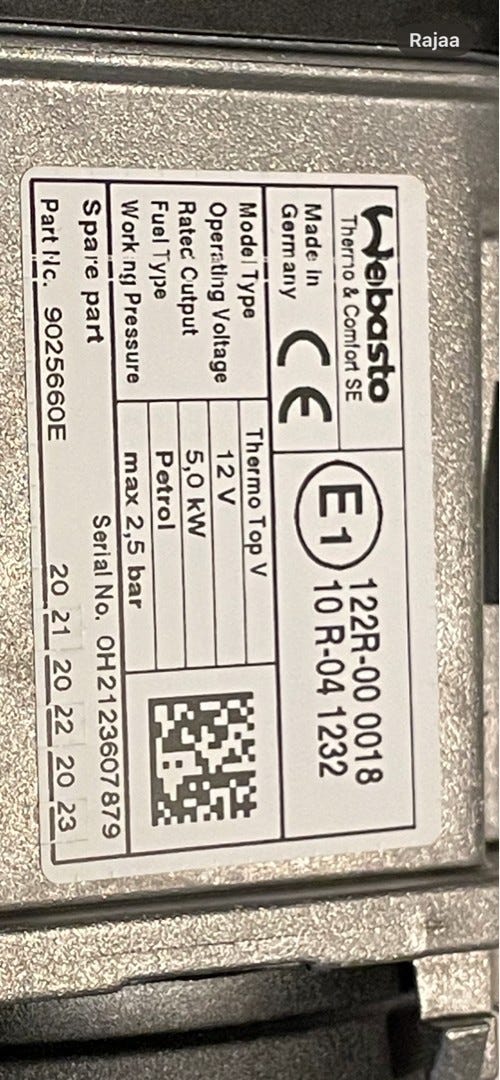 Rajaa
Webasto
Thermo & Comfort SE
Made in
Germany
CE
E1
122R-00 0018
10 R-04 1232
Model Type Thermo Top V
Operating Voltage 12 V
Rated Output 5,0 kW
Fuel Type Petrol
Working Pressure max 2,5 bar
Spare part Serial No. 0H2123607879
Part No. 9025660E 20 21 20 22 20 23